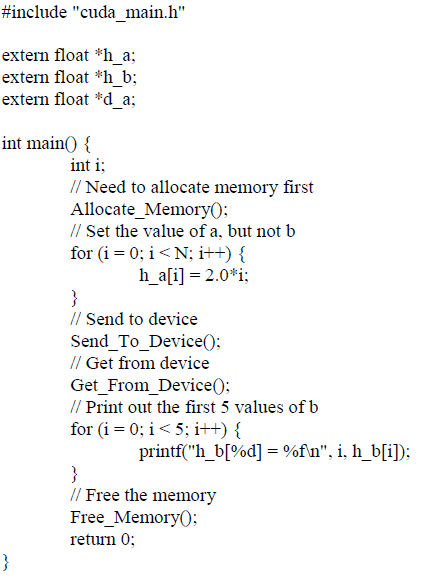 #include "cuda_main.h"
extern float *h_a;
extern float *h_b;
extern float *d_a;
int main() {
int i;
// Need to allocate memory first
Allocate_Memory();
// Set the value of a, but not b
for (i = 0; i < N; i++) {
h_a[i] = 2.0*i;
}
// Send to device
Send_To_Device();
// Get from device
Get_From_Device();
// Print out the first 5 values of b
for (i = 0; i < 5; i++) {
printf("h_b[%d] = %f\n", i, h_b[i]);
}
// Free the memory
Free_Memory();
return 0;
}